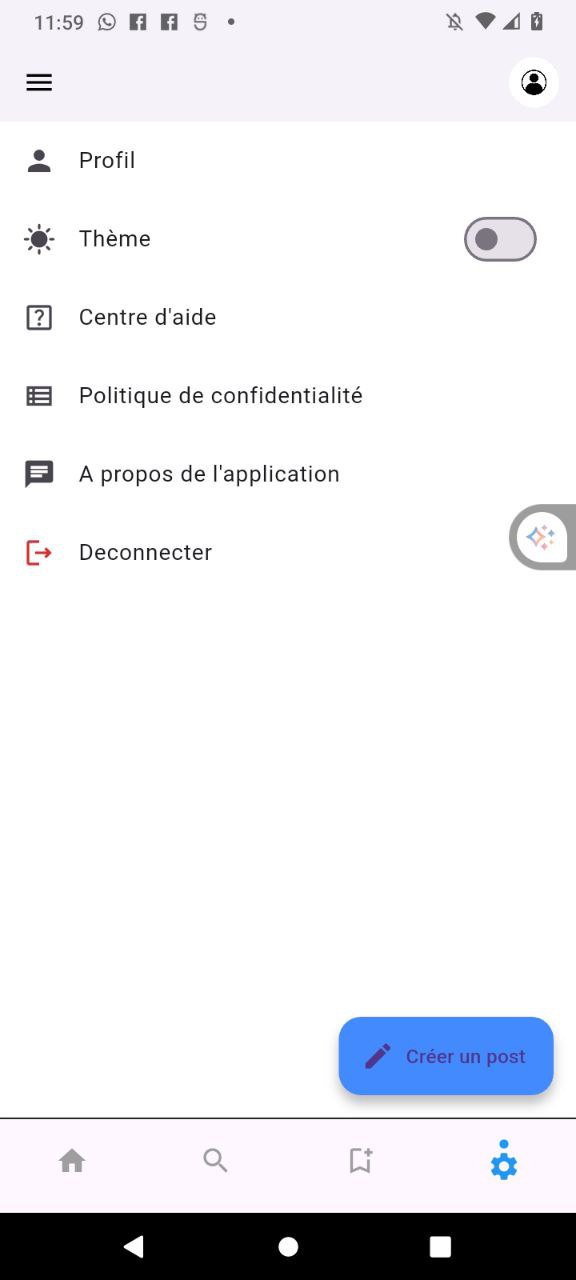 11:59
Profil
Thème
Centre d'aide
Politique de confidentialité
A propos de l'application
Deconnecter
Créer un post